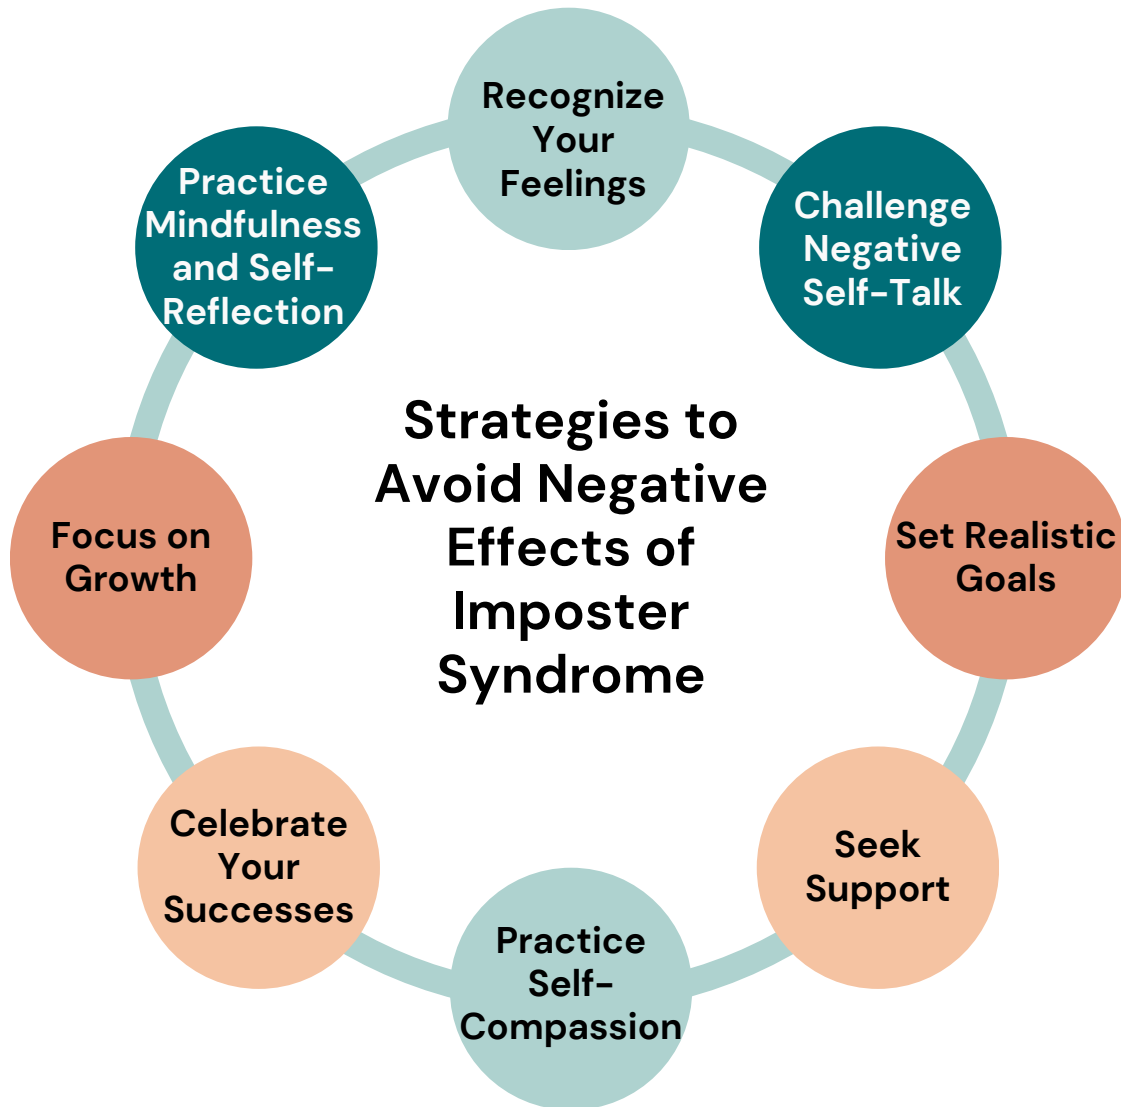 Recognize
Your
Feelings
Challenge
Negative
Self-Talk
Set Realistic
Goals
Seek
Support
Practice
Self-
Compassion
Celebrate
Your
Successes
Focus on
Growth
Practice
Mindfulness
and Self-
Reflection
Strategies to
Avoid Negative
Effects of
Imposter
Syndrome